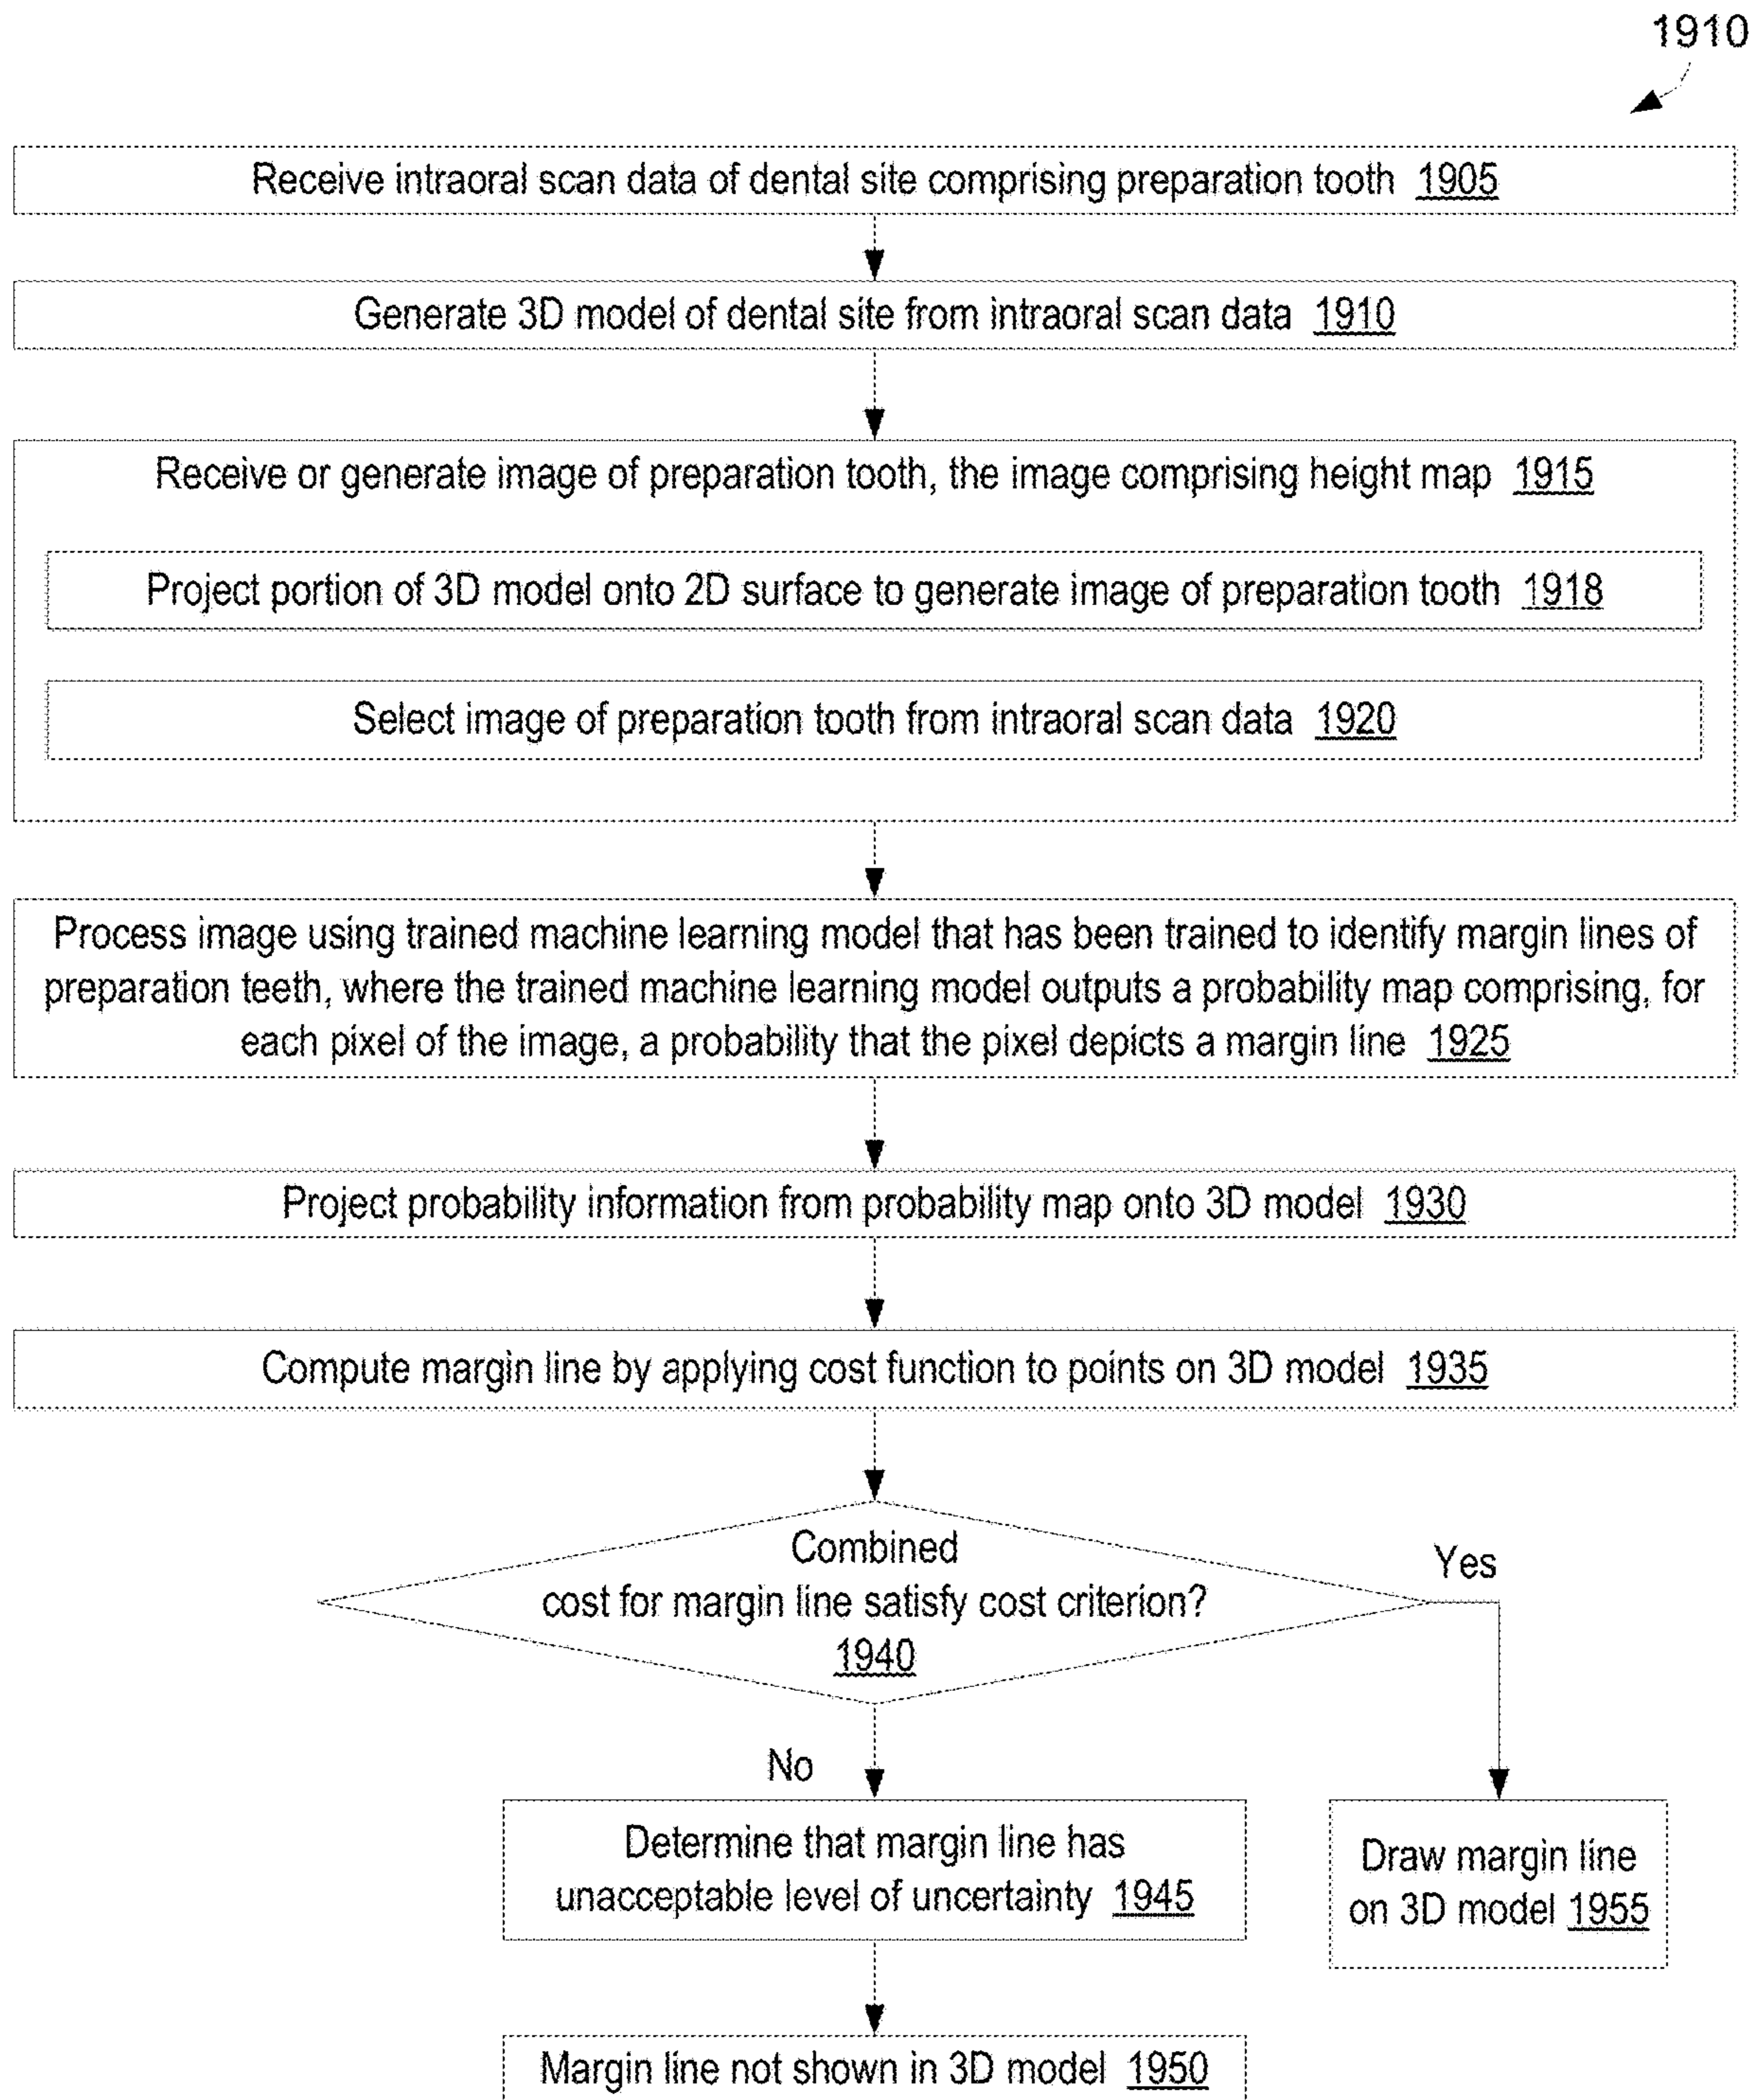 1910
Receive intraoral scan data of dental site comprising preparation tooth 1905
Generate 3D model of dental site from intraoral scan data 1910
Receive or generate image of preparation tooth, the image comprising height map 1915
Project portion of 3D model onto 2D surface to generate image of preparation tooth 1918
Select image of preparation tooth from intraoral scan data 1920
Process image using trained machine learning model that has been trained to identify margin lines of
preparation teeth, where the trained machine learning model outputs a probability map comprising, for
each pixel of the image, a probability that the pixel depicts a margin line 1925
Project probability information from probability map onto 3D model 1930
Compute margin line by applying cost function to points on 3D model 1935
Combined
cost for margin line satisfy cost criterion?
1940
Yes
No
Determine that margin line has
unacceptable level of uncertainty 1945
Draw margin line
on 3D model 1955
Margin line not shown in 3D model 1950